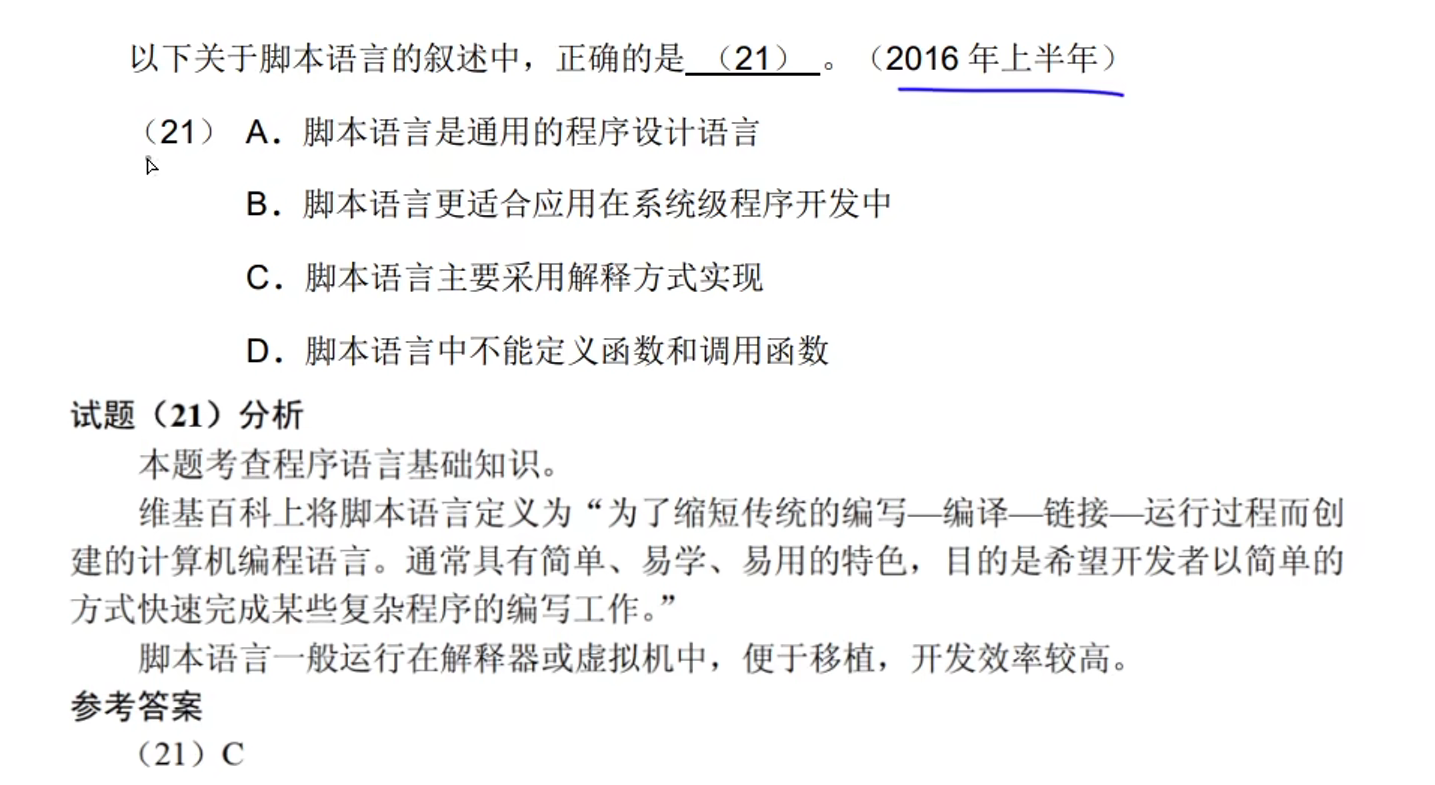 以下关于脚本语言的叙述中，正确的是（21）。（2016 年上半年）
（21） A．脚本语言是通用的程序设计语言
B．脚本语言更适合应用在系统级程序开发中
C．脚本语言主要采用解释方式实现
D．脚本语言中不能定义函数和调用函数
试题（21）分析
本题考查程序语言基础知识。
维基百科上将脚本语言定义为“为了缩短传统的编写—编译—链接—运行过程而创
建的计算机编程语言。通常具有简单、易学、易用的特色，目的是希望开发者以简单的
方式快速完成某些复杂程序的编写工作。”
脚本语言一般运行在解释器或虚拟机中，便于移植，开发效率较高。
参考答案
（21）C